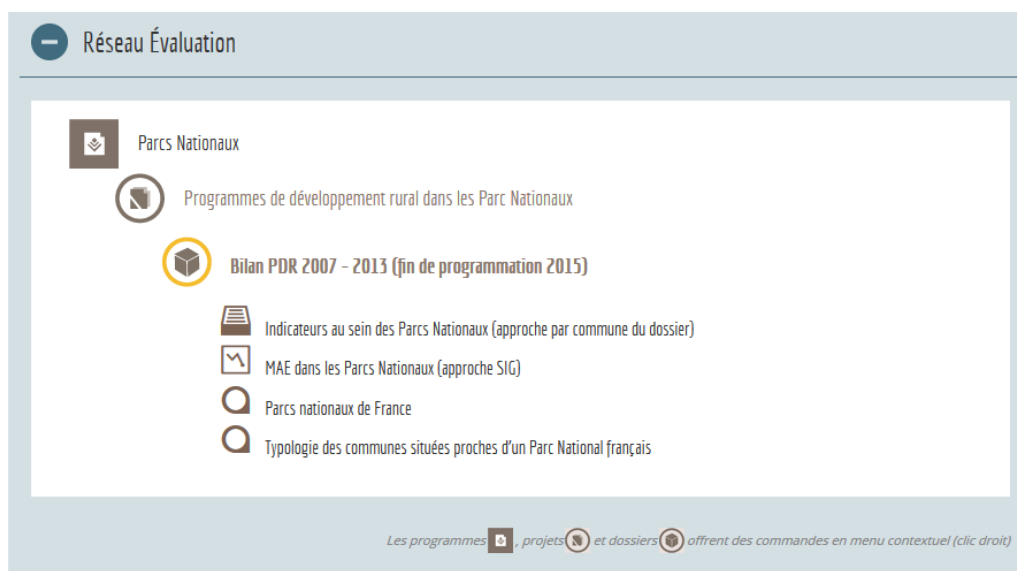 Réseau Évaluation
Parcs Nationaux
Programmes de développement rural dans les Parc Nationaux
Bilan PDR 2007 - 2013 (fin de programmation 2015)
Indicateurs au sein des Parcs Nationaux (approche par commune du dossier)
MAE dans les Parcs Nationaux (approche SIG)
Parcs nationaux de France
Typologie des communes situées proches d'un Parc National français
Les programmes , projets et dossiers offrent des commandes en menu contextuel (clic droit)